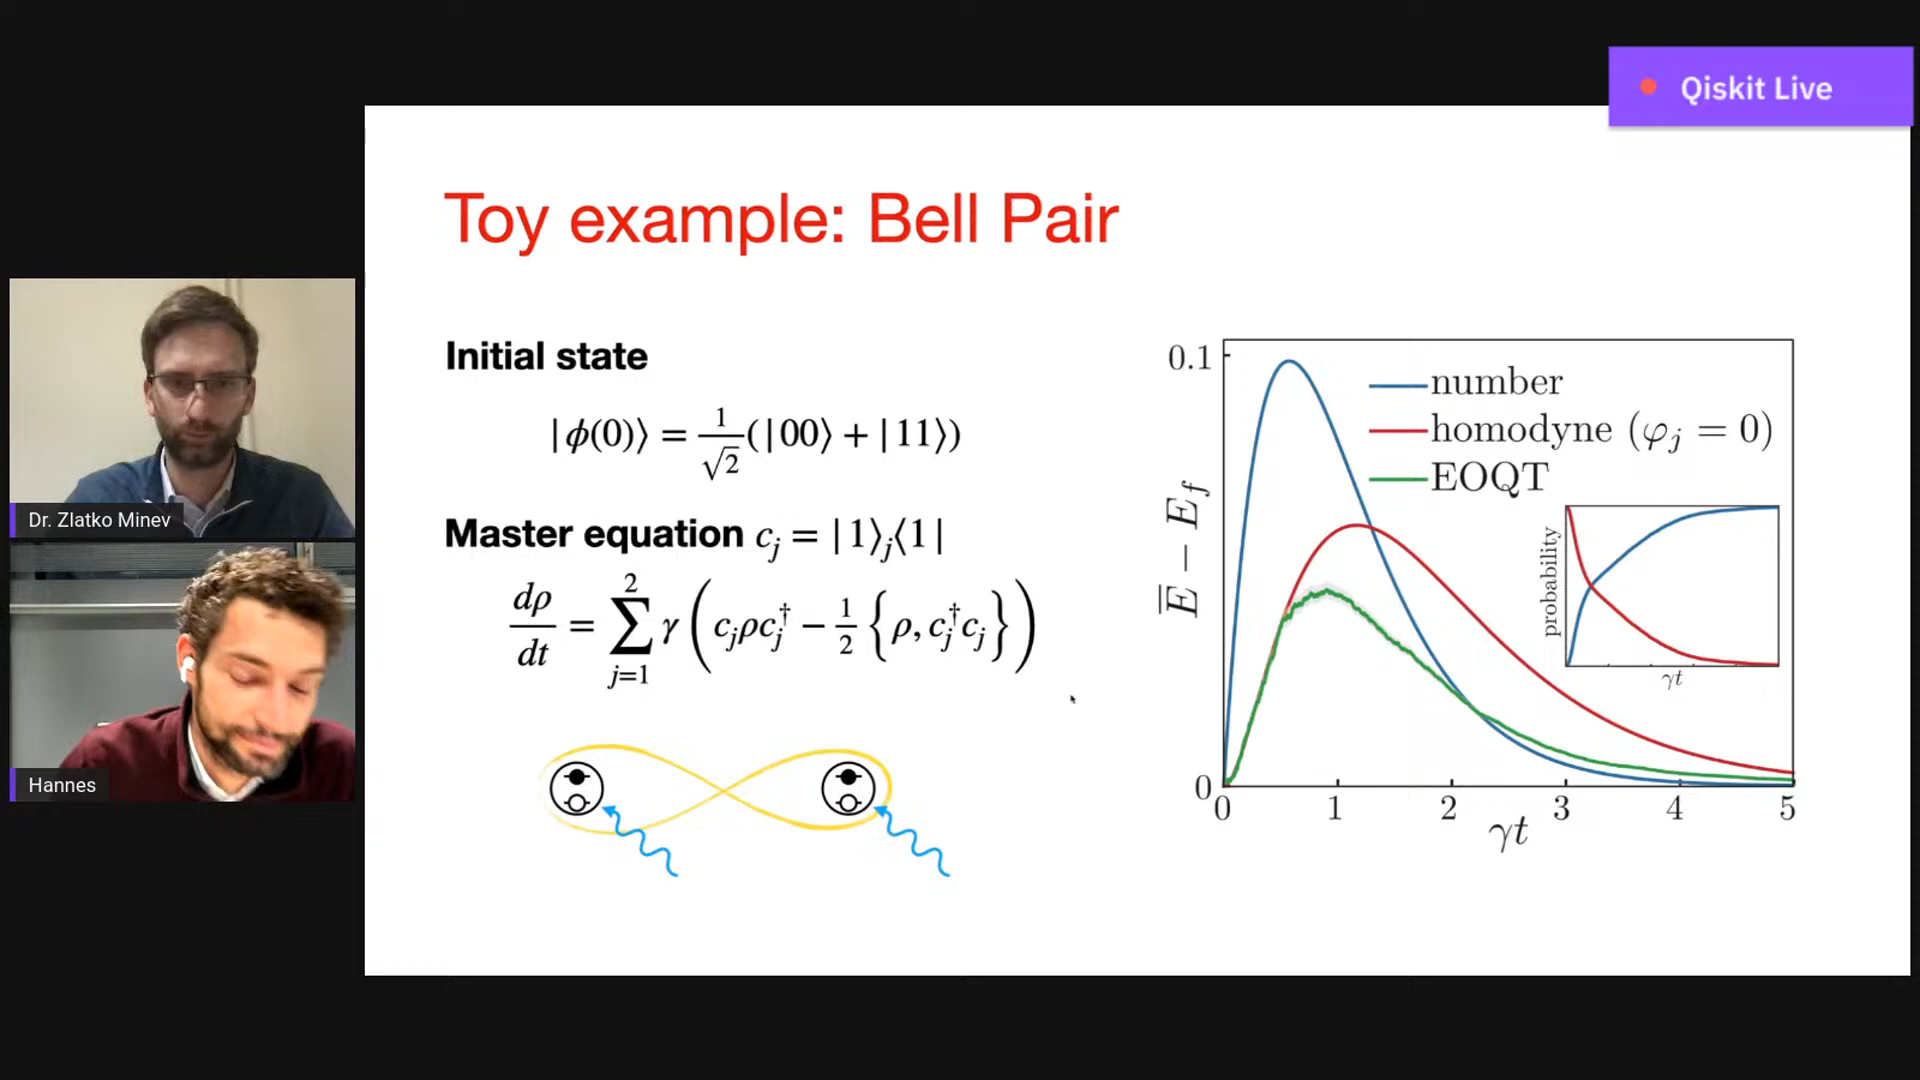 Qiskit Live
Toy example: Bell Pair
Initial state
|ϕ(0)⟩ = 1/√2 (|00⟩ + |11⟩)
Master equation c_j = |1⟩_j⟨1|
dρ/dt = ∑_{j=1}^{2} γ ( c_j ρ c_j^† − 1/2 { ρ, c_j^† c_j } )
Dr. Zlatko Minev
Hannes
0.1
number
homodyne (φ_j = 0)
EOQT
E̅ − E_f
probability
γt
0
0 1 2 3 4 5
γt